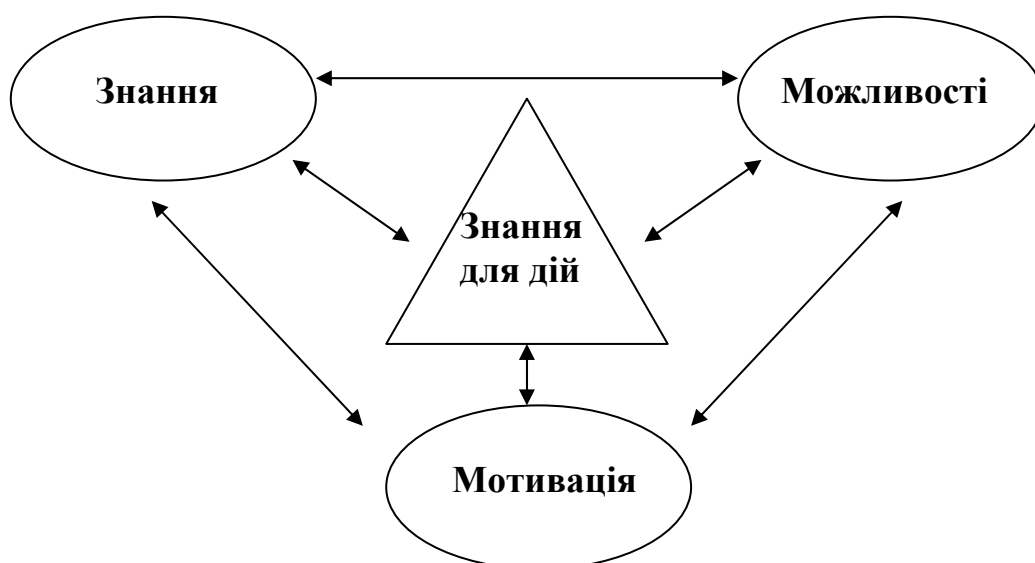 Знання
Можливості
Знання
для дій
Мотивація